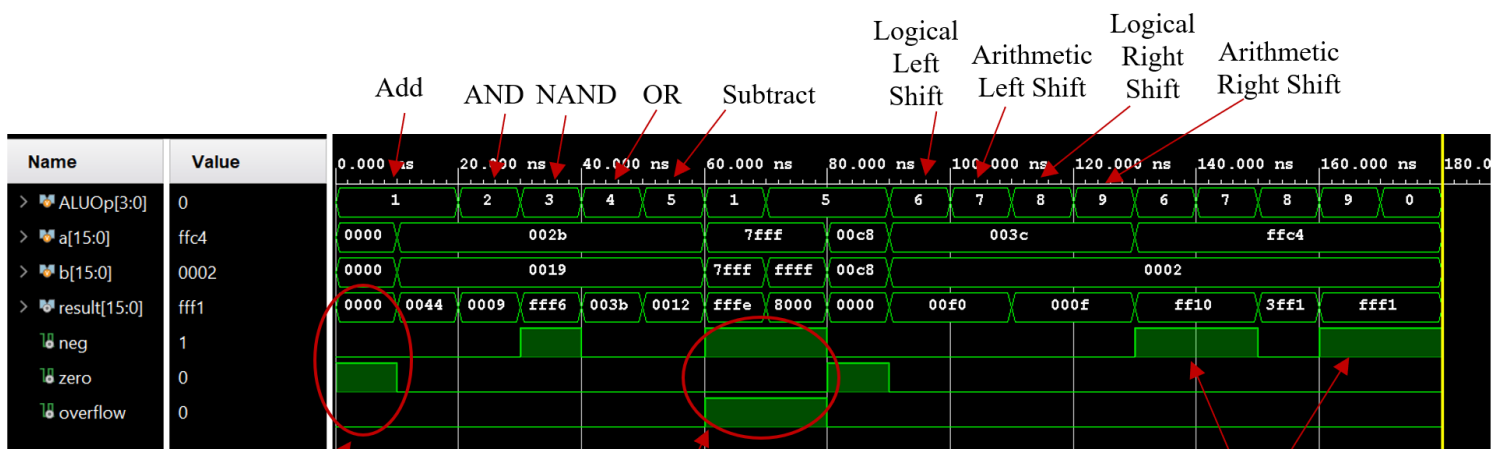 Logical
Left
Shift
Arithmetic
Left Shift
Logical
Right
Shift
Arithmetic
Right Shift
Add
AND
NAND
OR
Subtract
Name Value
0.000 ns 20.000 ns 40.000 ns 60.000 ns 80.000 ns 100.000 ns 120.000 ns 140.000 ns 160.000 ns 180.0
> ALUOp[3:0] 0 1 2 3 4 5 1 5 6 7 8 9 6 7 8 9 0
> a[15:0] ffc4 0000 002b 7fff 00c8 003c ffc4
> b[15:0] 0002 0000 0019 7fff ffff 00c8 0002
> result[15:0] fff1 0000 0044 0009 fff6 003b 0012 fffe 8000 0000 00f0 000f ff10 3ff1 fff1
neg 1
zero 0
overflow 0